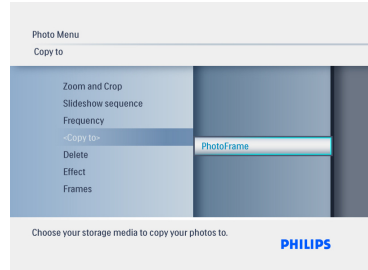 Photo Menu
Copy to
Zoom and Crop
Slideshow sequence
Frequency
<Copy to>
PhotoFrame
Delete
Effect
Frames
Choose your storage media to copy your photos to.
PHILIPS